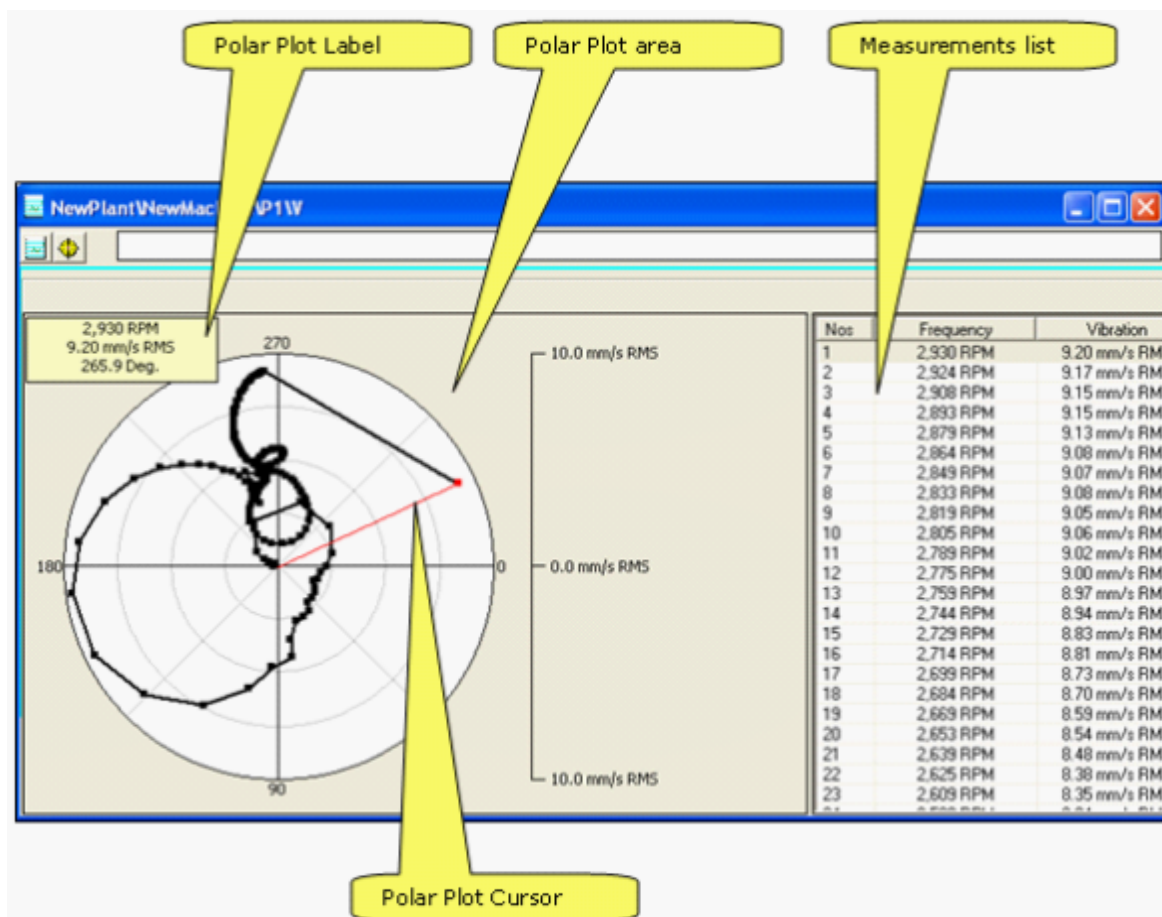 Polar Plot Label
Polar Plot area
Measurements list
NewPlant\NewMac \P1\V
2,930 RPM
9.20 mm/s RMS
265.9 Deg.
270
180
0
90
10.0 mm/s RMS
0.0 mm/s RMS
10.0 mm/s RMS
Nos Frequency Vibration
1 2,930 RPM 9.20 mm/s RM
2 2,924 RPM 9.17 mm/s RM
3 2,908 RPM 9.15 mm/s RM
4 2,893 RPM 9.15 mm/s RM
5 2,879 RPM 9.13 mm/s RM
6 2,864 RPM 9.08 mm/s RM
7 2,849 RPM 9.07 mm/s RM
8 2,833 RPM 9.08 mm/s RM
9 2,819 RPM 9.05 mm/s RM
10 2,805 RPM 9.06 mm/s RM
11 2,789 RPM 9.02 mm/s RM
12 2,775 RPM 9.00 mm/s RM
13 2,759 RPM 8.97 mm/s RM
14 2,744 RPM 8.94 mm/s RM
15 2,729 RPM 8.83 mm/s RM
16 2,714 RPM 8.81 mm/s RM
17 2,699 RPM 8.73 mm/s RM
18 2,684 RPM 8.70 mm/s RM
19 2,669 RPM 8.59 mm/s RM
20 2,653 RPM 8.54 mm/s RM
21 2,639 RPM 8.48 mm/s RM
22 2,625 RPM 8.38 mm/s RM
23 2,609 RPM 8.35 mm/s RM
Polar Plot Cursor